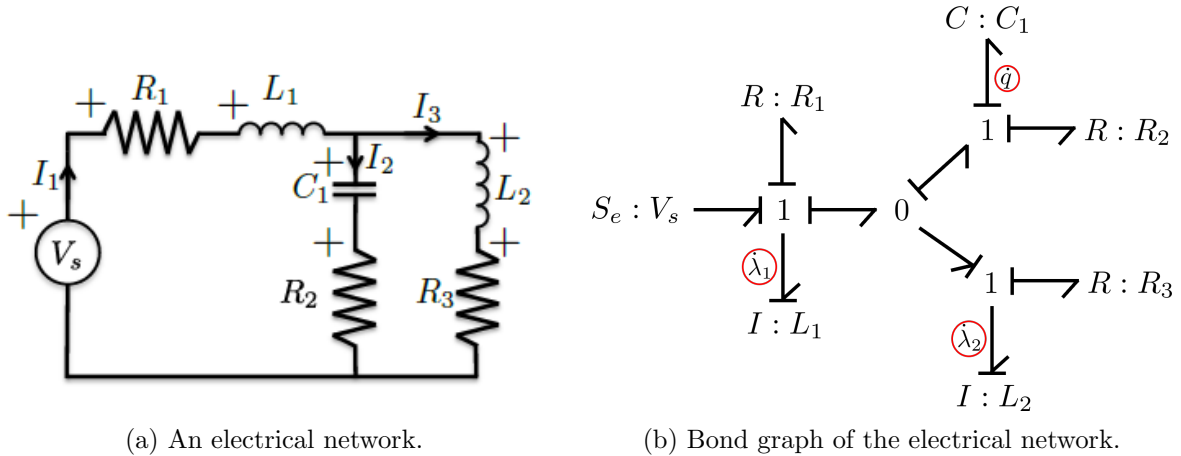 C : C₁
q̇
R₁
L₁
I₃
R : R₁
1
R : R₂
I₁
I₂
C₁
L₂
Sₑ : Vₛ
1
0
Vₛ
λ̇₁
1
R : R₃
R₂
R₃
I : L₁
λ̇₂
I : L₂
(a) An electrical network.
(b) Bond graph of the electrical network.